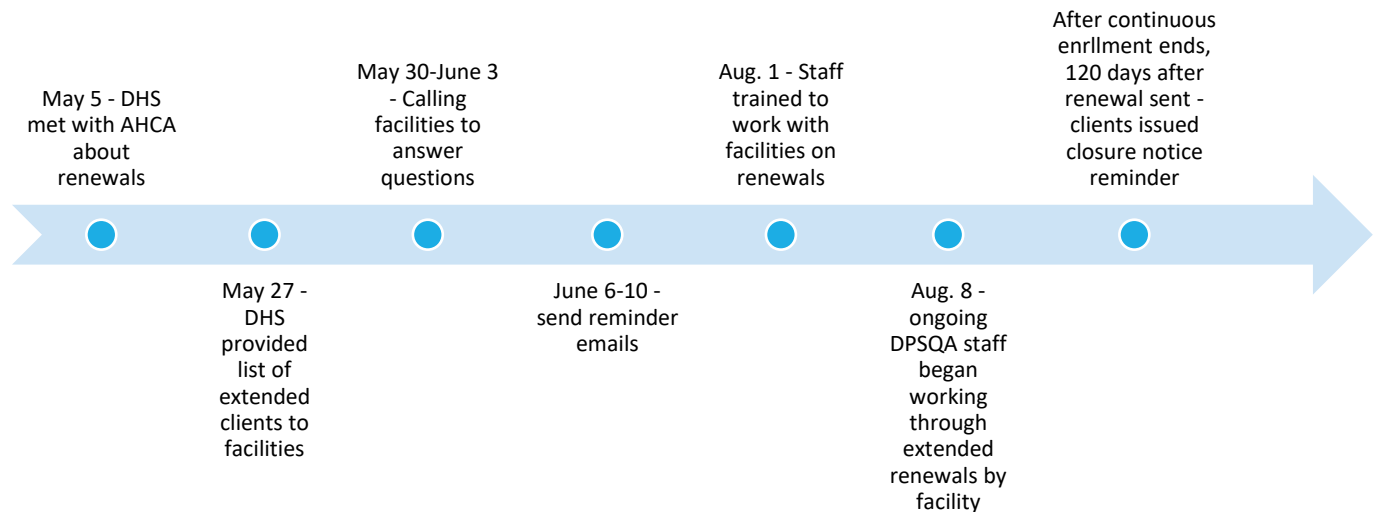 May 5 - DHS
met with AHCA
about
renewals
May 27 -
DHS
provided
list of
extended
clients to
facilities
May 30-June 3
- Calling
facilities to
answer
questions
June 6-10 -
send reminder
emails
Aug. 1 - Staff
trained to
work with
facilities on
renewals
Aug. 8 -
ongoing
DPSQA staff
began
working
through
extended
renewals by
facility
After continuous
enrllment ends,
120 days after
renewal sent -
clients issued
closure notice
reminder